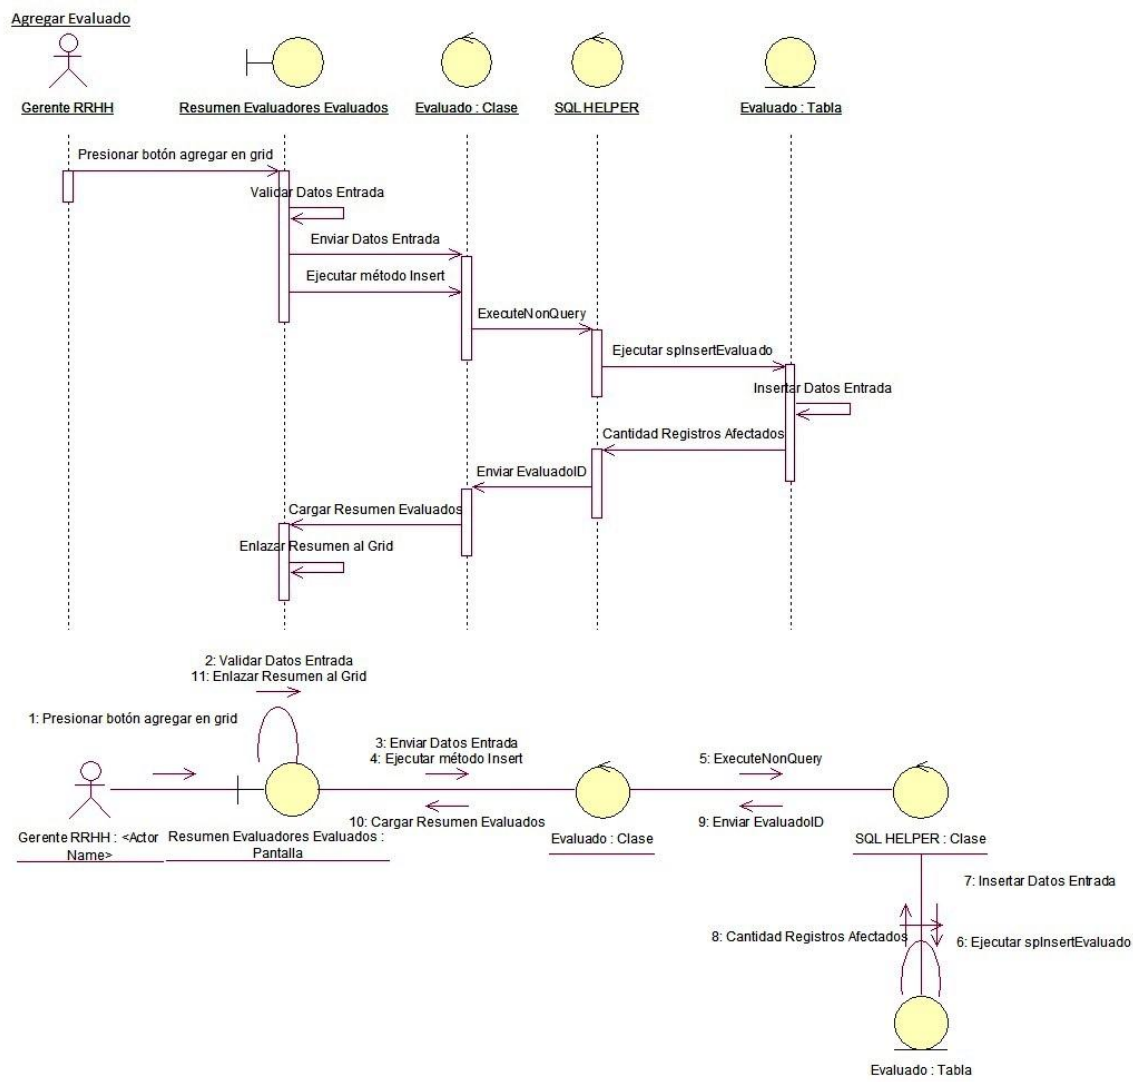 Agregar Evaluado
Gerente RRHH
Resumen Evaluadores Evaluados
Evaluado : Clase
SQL HELPER
Evaluado : Tabla
Presionar botón agregar en grid
Validar Datos Entrada
Enviar Datos Entrada
Ejecutar método Insert
ExecuteNonQuery
Ejecutar spInsertEvaluado
Insertar Datos Entrada
Cantidad Registros Afectados
Enviar EvaluadoID
Cargar Resumen Evaluados
Enlazar Resumen al Grid
2: Validar Datos Entrada
11: Enlazar Resumen al Grid
1: Presionar botón agregar en grid
3: Enviar Datos Entrada
4: Ejecutar método Insert
5: ExecuteNonQuery
10: Cargar Resumen Evaluados
9: Enviar EvaluadoID
Gerente RRHH : <Actor
Name>
Resumen Evaluadores Evaluados :
Pantalla
Evaluado : Clase
SQL HELPER : Clase
7: Insertar Datos Entrada
8: Cantidad Registros Afectados
6: Ejecutar spInsertEvaluado
Evaluado : Tabla